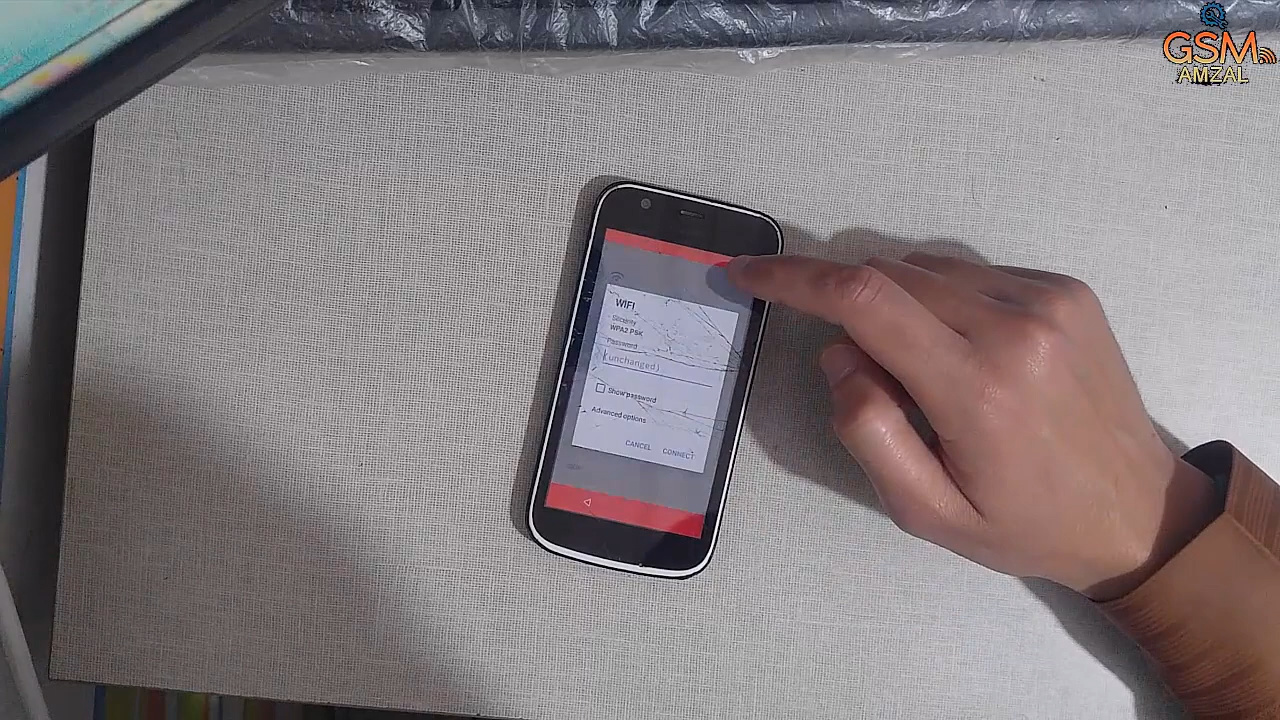 GSM
AMZAL
WIFI
Security
WPA2 PSK
Password
(unchanged)
Show password
Advanced options
CANCEL CONNECT